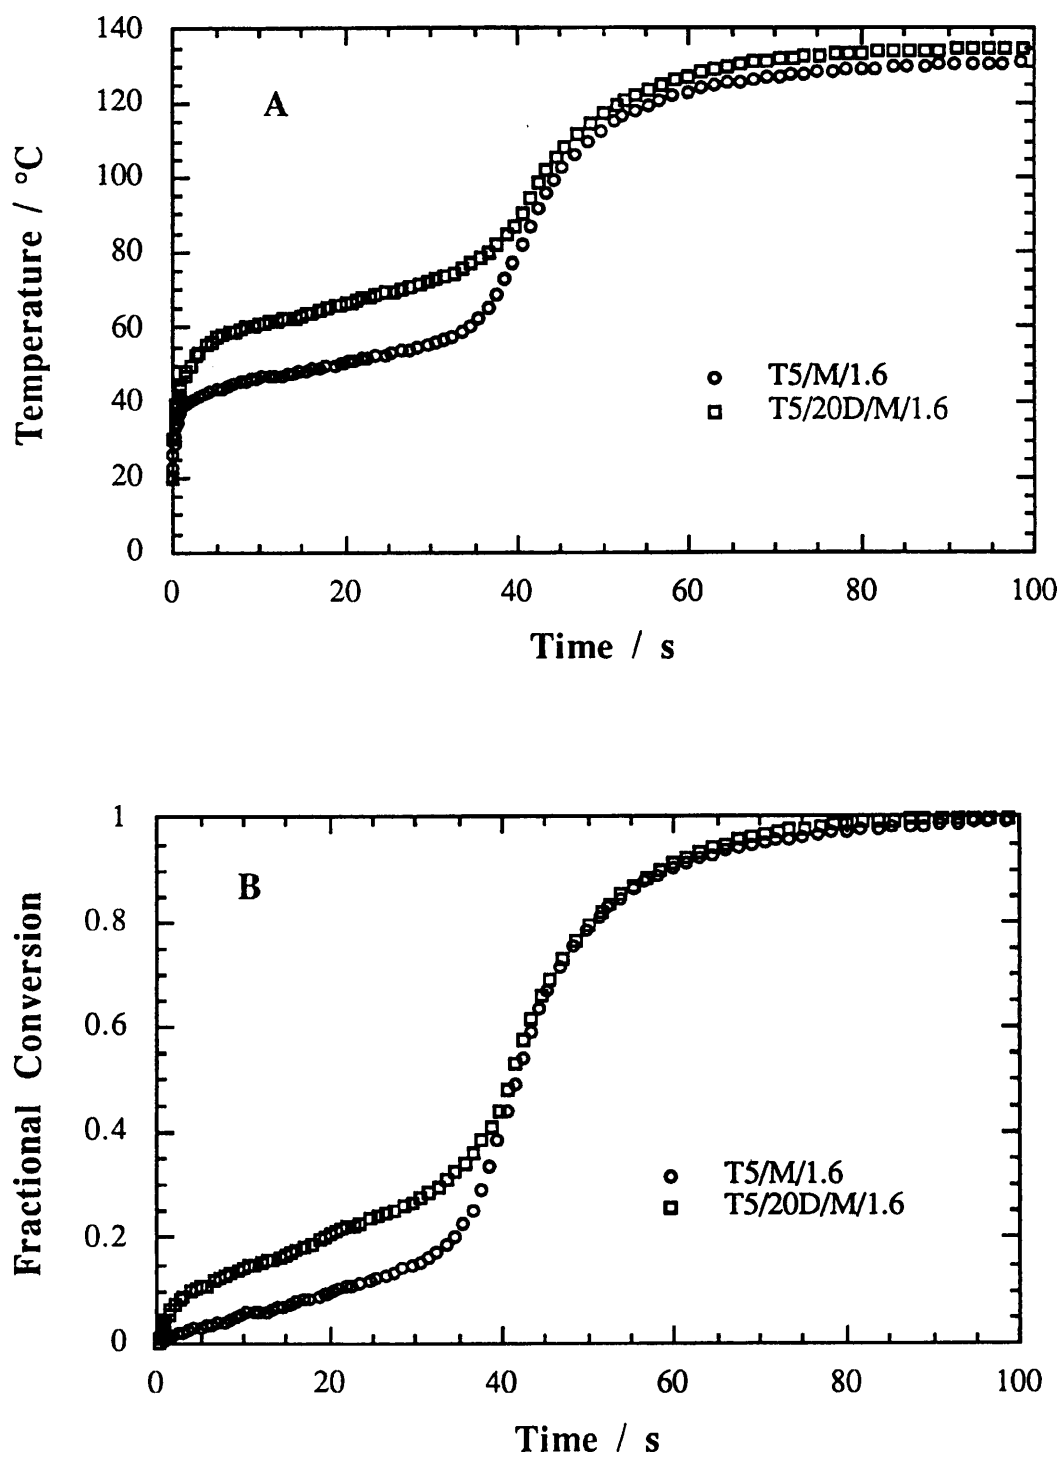 140
120
100
80
60
40
20
0
A
Temperature / °C
T5/M/1.6
T5/20D/M/1.6
0 20 40 60 80 100
Time / s
1
0.8
0.6
0.4
0.2
0
B
Fractional Conversion
T5/M/1.6
T5/20D/M/1.6
0 20 40 60 80 100
Time / s